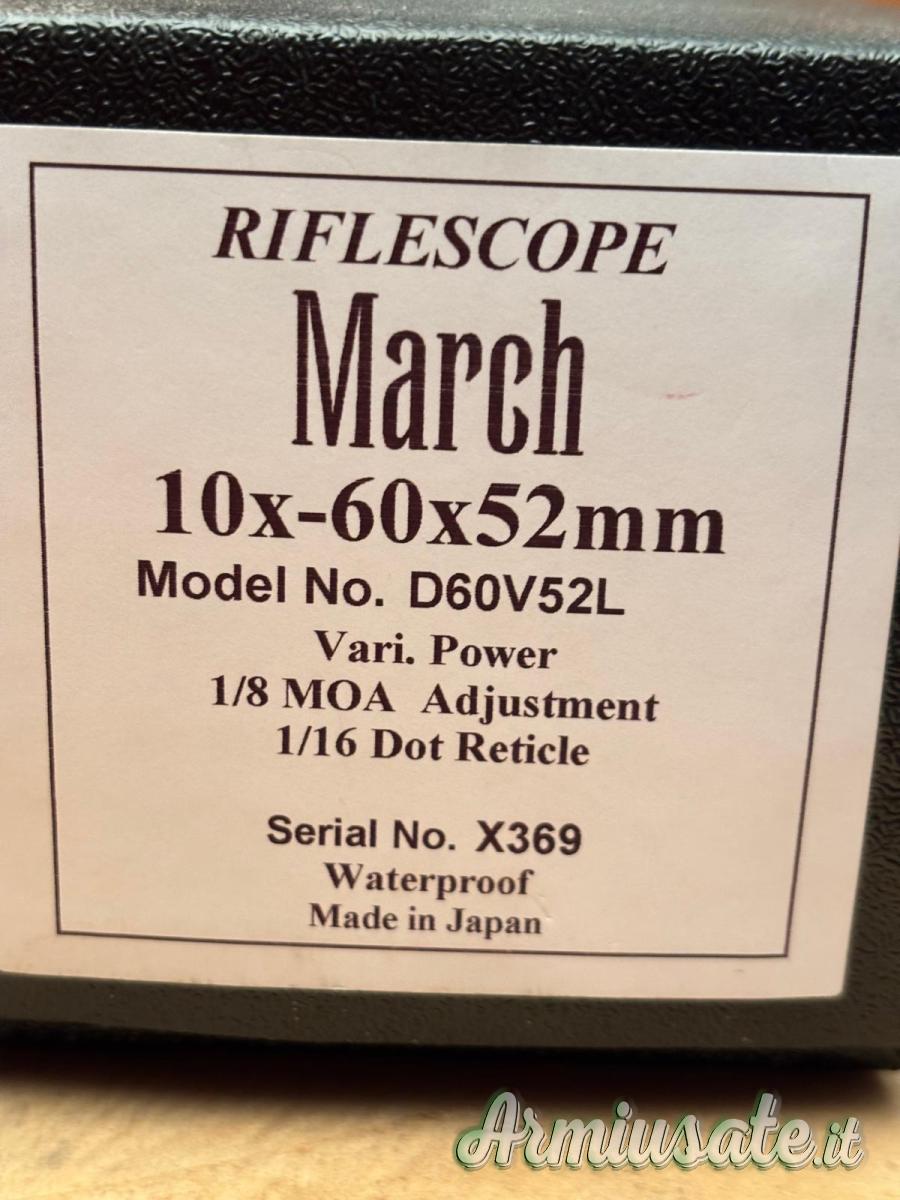 RIFLESCOPE
March
10x-60x52mm
Model No. D60V52L
Vari. Power
1/8 MOA Adjustment
1/16 Dot Reticle
Serial No. X369
Waterproof
Made in Japan
Armiusate.it